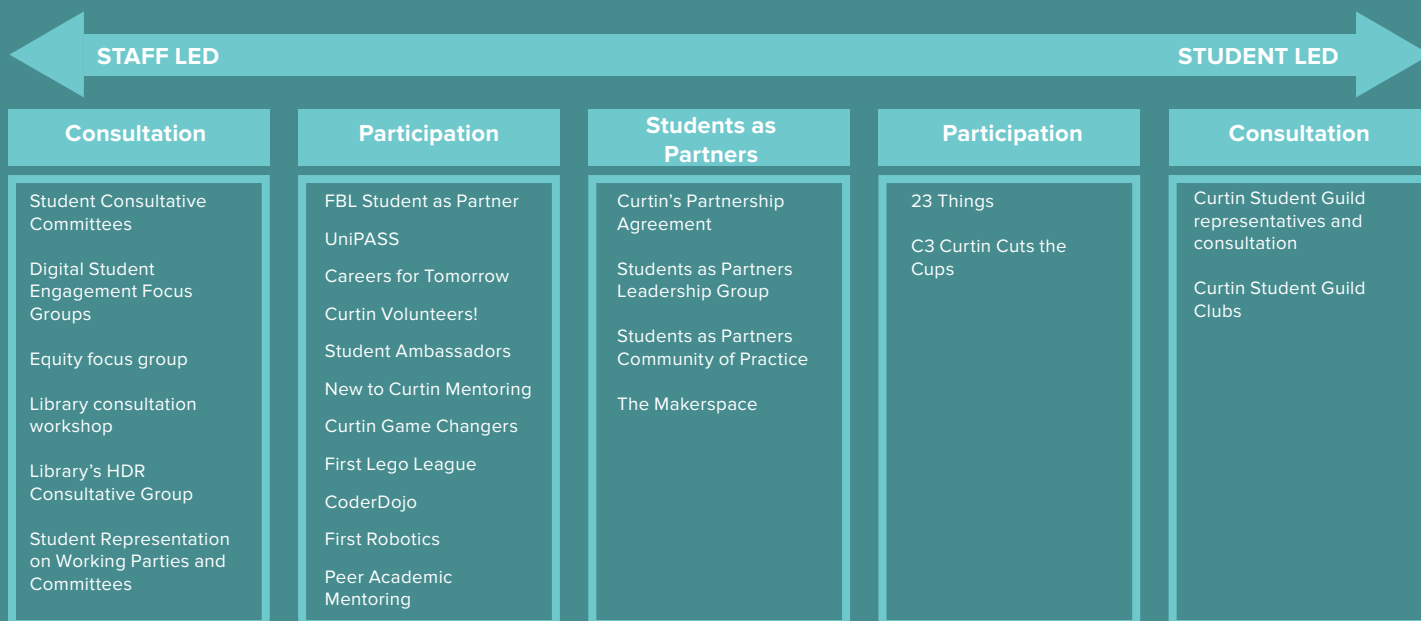 STAFF LED
STUDENT LED
Consultation
Participation
Students as
Partners
Participation
Consultation
Student Consultative
Committees
Digital Student
Engagement Focus
Groups
Equity focus group
Library consultation
workshop
Library's HDR
Consultative Group
Student Representation
on Working Parties and
Committees
FBL Student as Partner
UniPASS
Careers for Tomorrow
Curtin Volunteers!
Student Ambassadors
New to Curtin Mentoring
Curtin Game Changers
First Lego League
CoderDojo
First Robotics
Peer Academic
Mentoring
Curtin's Partnership
Agreement
Students as Partners
Leadership Group
Students as Partners
Community of Practice
The Makerspace
23 Things
C3 Curtin Cuts the
Cups
Curtin Student Guild
representatives and
consultation
Curtin Student Guild
Clubs